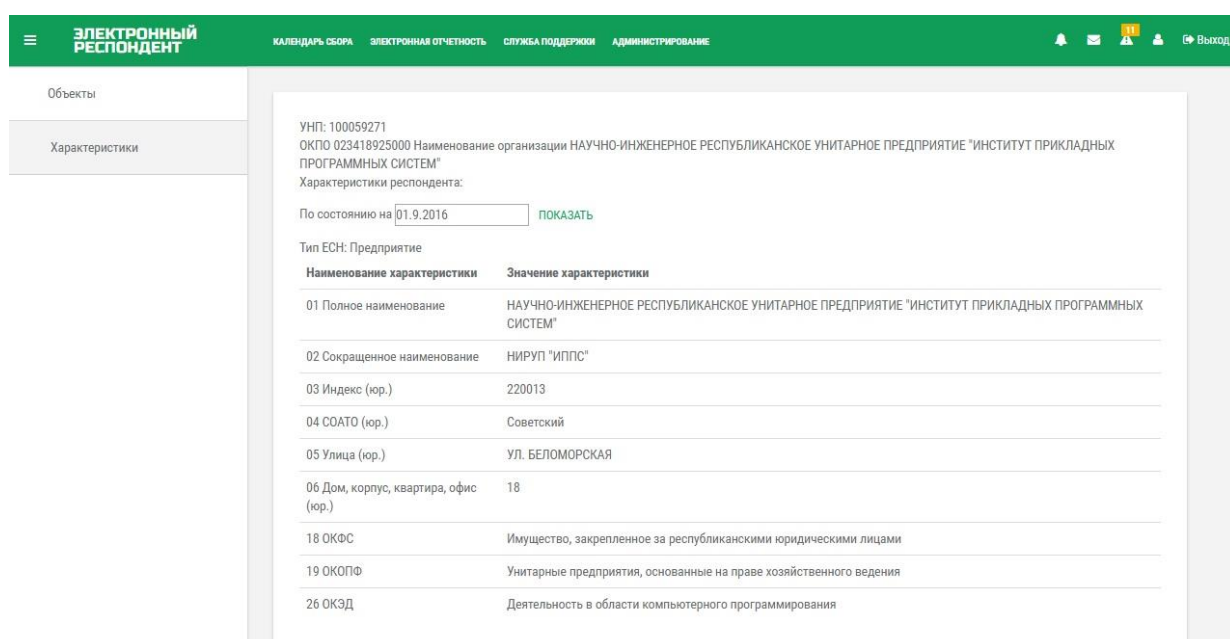 ЭЛЕКТРОННЫЙ
РЕСПОНДЕНТ
КАЛЕНДАРЬ СБОРА ЭЛЕКТРОННАЯ ОТЧЕТНОСТЬ СЛУЖБА ПОДДЕРЖКИ АДМИНИСТРИРОВАНИЕ
11
Выход
Объекты
Характеристики
УНП: 100059271
ОКПО 023418925000 Наименование организации НАУЧНО-ИНЖЕНЕРНОЕ РЕСПУБЛИКАНСКОЕ УНИТАРНОЕ ПРЕДПРИЯТИЕ "ИНСТИТУТ ПРИКЛАДНЫХ
ПРОГРАММНЫХ СИСТЕМ"
Характеристики респондента:
По состоянию на 01.9.2016 ПОКАЗАТЬ
Тип ЕСН: Предприятие
Наименование характеристики Значение характеристики
01 Полное наименование НАУЧНО-ИНЖЕНЕРНОЕ РЕСПУБЛИКАНСКОЕ УНИТАРНОЕ ПРЕДПРИЯТИЕ "ИНСТИТУТ ПРИКЛАДНЫХ ПРОГРАММНЫХ
СИСТЕМ"
02 Сокращенное наименование НИРУП "ИППС"
03 Индекс (юр.) 220013
04 СОАТО (юр.) Советский
05 Улица (юр.) УЛ. БЕЛОМОРСКАЯ
06 Дом, корпус, квартира, офис 18
(юр.)
18 ОКФС Имущество, закрепленное за республиканскими юридическими лицами
19 ОКОПФ Унитарные предприятия, основанные на праве хозяйственного ведения
26 ОКЭД Деятельность в области компьютерного программирования